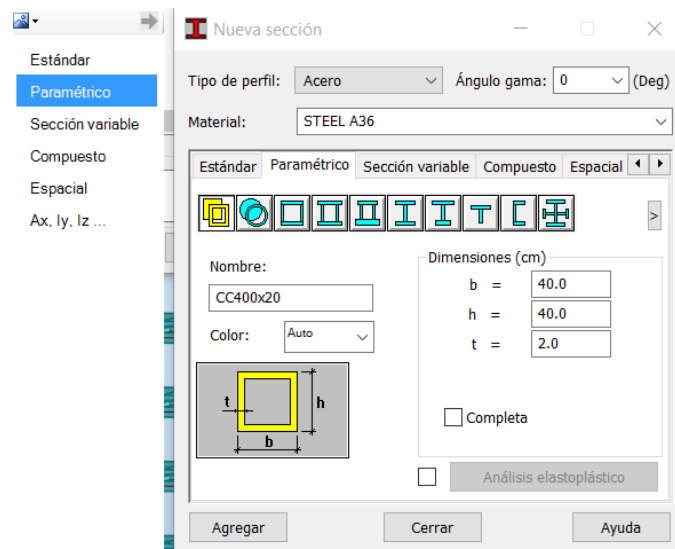 Estándar
Paramétrico
Sección variable
Compuesto
Espacial
Ax, Iy, Iz ...
Nueva sección
Tipo de perfil: Acero Ángulo gama: 0 (Deg)
Material: STEEL A36
Estándar Paramétrico Sección variable Compuesto Espacial
>
Nombre:
CC400x20
Color: Auto
t h
b
Dimensiones (cm)
b = 40.0
h = 40.0
t = 2.0
Completa
Análisis elastoplástico
Agregar Cerrar Ayuda